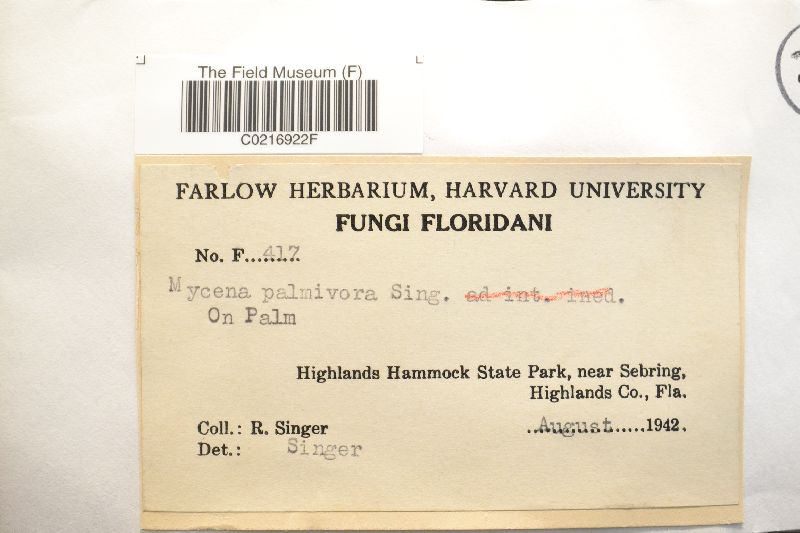 The Field Museum (F)
C0216922F
FARLOW HERBARIUM, HARVARD UNIVERSITY
FUNGI FLORIDANI
No. F...417...
Mycena palmivora Sing. ad int. ined.
On Palm
Highlands Hammock State Park, near Sebring,
Highlands Co., Fla.
Coll.: R. Singer ..August.....1942.
Det.: Singer